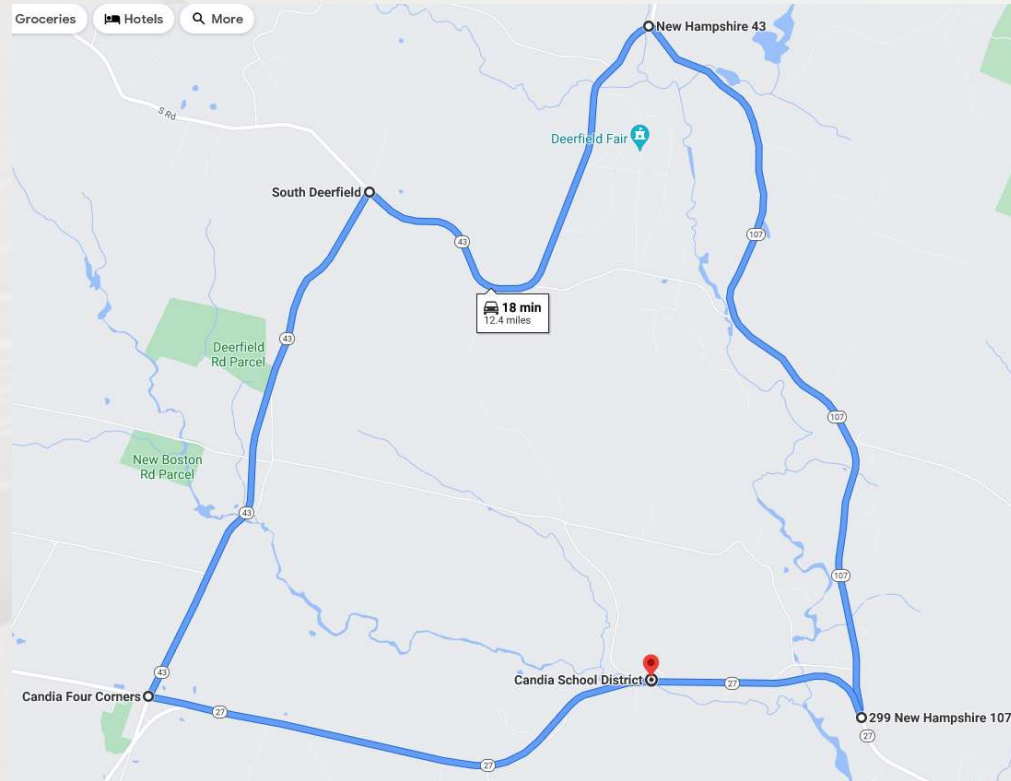 Groceries
Hotels
More
New Hampshire 43
S Rd
Deerfield Fair
South Deerfield
107
43
18 min
12.4 miles
43
Deerfield
Rd Parcel
107
New Boston
Rd Parcel
43
107
43
Candia School District
27
Candia Four Corners
27
299 New Hampshire 107
27
27